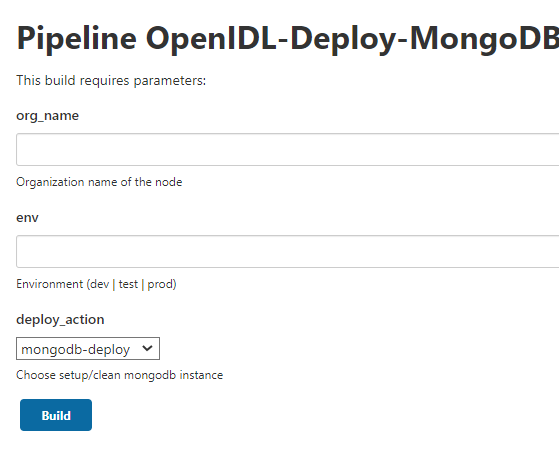 Pipeline OpenIDL-Deploy-MongoDB
This build requires parameters:
org_name
Organization name of the node
env
Environment (dev | test | prod)
deploy_action
mongodb-deploy
Choose setup/clean mongodb instance
Build